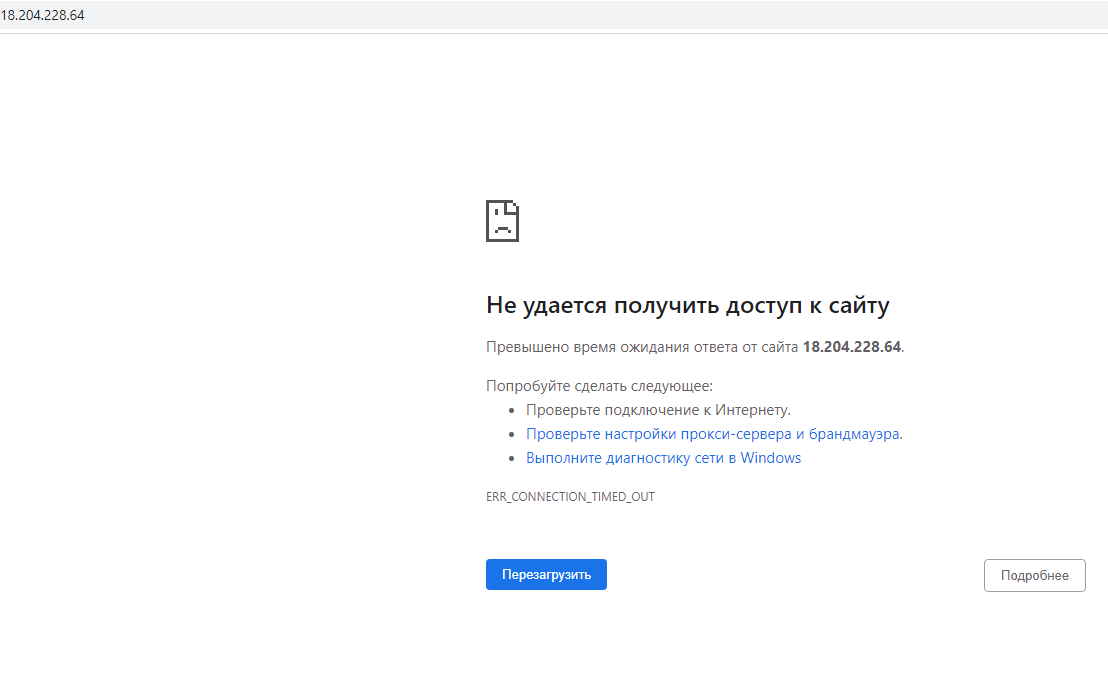 18.204.228.64
Не удается получить доступ к сайту
Превышено время ожидания ответа от сайта 18.204.228.64.
Попробуйте сделать следующее:
Проверьте подключение к Интернету.
Проверьте настройки прокси-сервера и брандмауэра.
Выполните диагностику сети в Windows
ERR_CONNECTION_TIMED_OUT
Перезагрузить
Подробнее